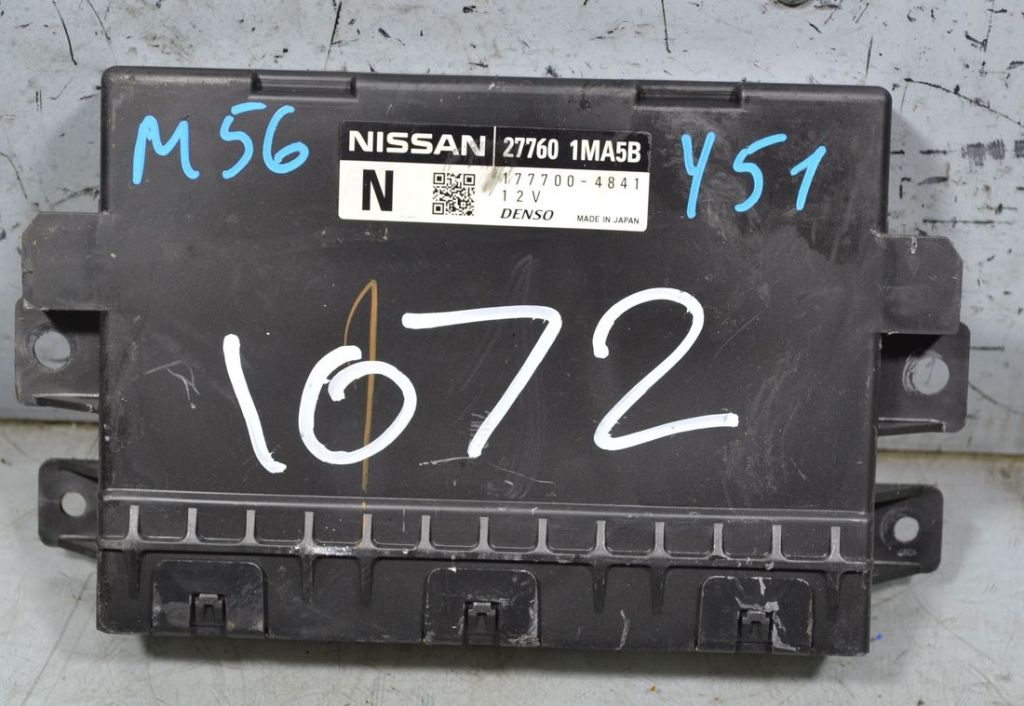 M56
NISSAN 27760 1MA5B
N
177700-4841
12V
DENSO MADE IN JAPAN
Y51
1072